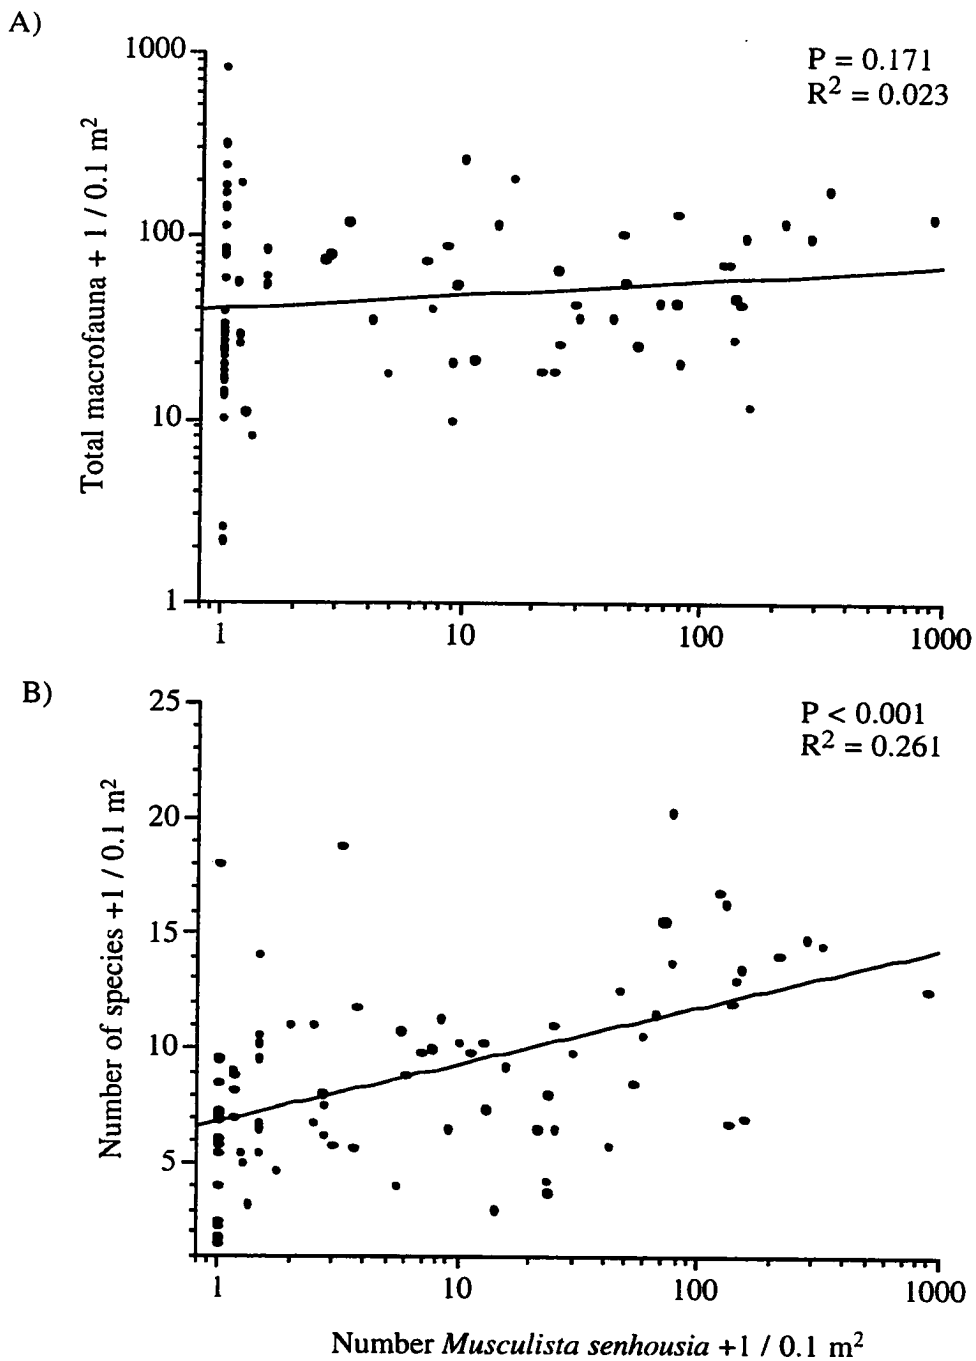 A)
1000
100
10
1
Total macrofauna + 1 / 0.1 m²
P = 0.171
R² = 0.023
1 10 100 1000
B)
25
20
15
10
5
Number of species +1 / 0.1 m²
P < 0.001
R² = 0.261
1 10 100 1000
Number Musculista senhousia +1 / 0.1 m²